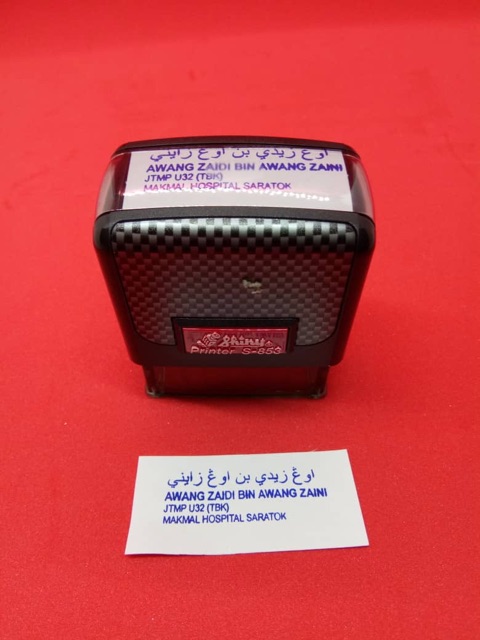 اوڠ زيدي بن اوڠ زايني
AWANG ZAIDI BIN AWANG ZAINI
JTMP U32 (TBK)
MAKMAL HOSPITAL SARATOK
Shiny
Printer S-853
اوڠ زيدي بن اوڠ زايني
AWANG ZAIDI BIN AWANG ZAINI
JTMP U32 (TBK)
MAKMAL HOSPITAL SARATOK